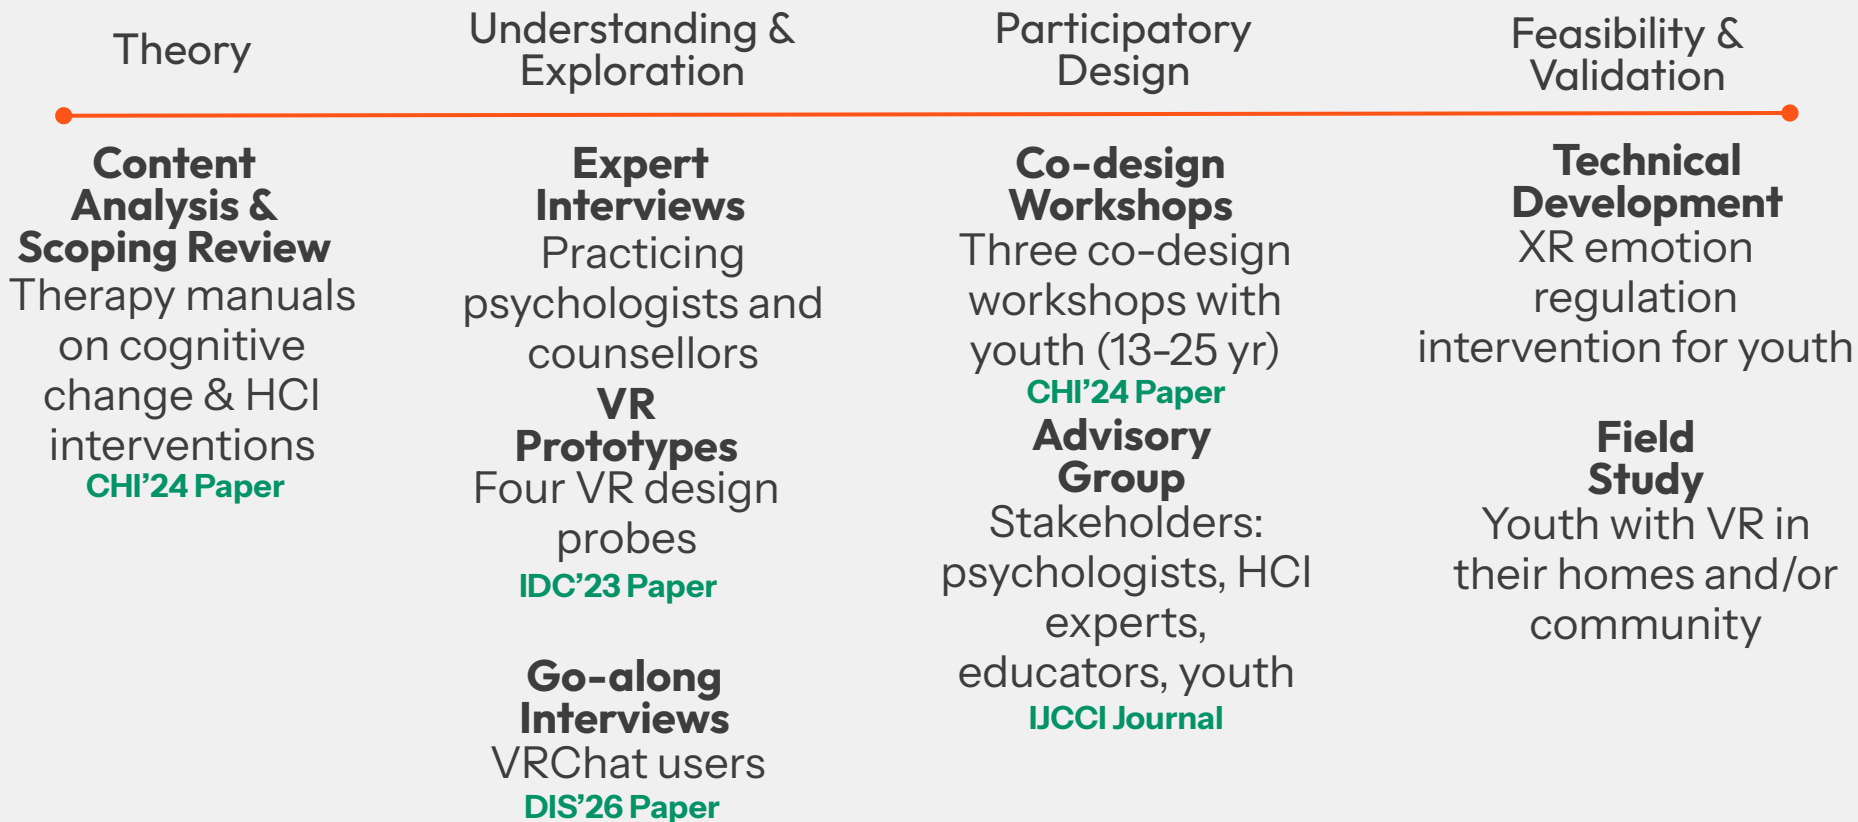 Theory
Understanding &
Exploration
Participatory
Design
Feasibility &
Validation
Content
Analysis &
Scoping Review
Therapy manuals
on cognitive
change & HCI
interventions
CHI’24 Paper
Expert
Interviews
Practicing
psychologists and
counsellors
VR
Prototypes
Four VR design
probes
IDC’23 Paper
Go-along
Interviews
VRChat users
DIS’26 Paper
Co-design
Workshops
Three co-design
workshops with
youth (13-25 yr)
CHI’24 Paper
Advisory
Group
Stakeholders:
psychologists, HCI
experts,
educators, youth
IJCCI Journal
Technical
Development
XR emotion
regulation
intervention for youth
Field
Study
Youth with VR in
their homes and/or
community